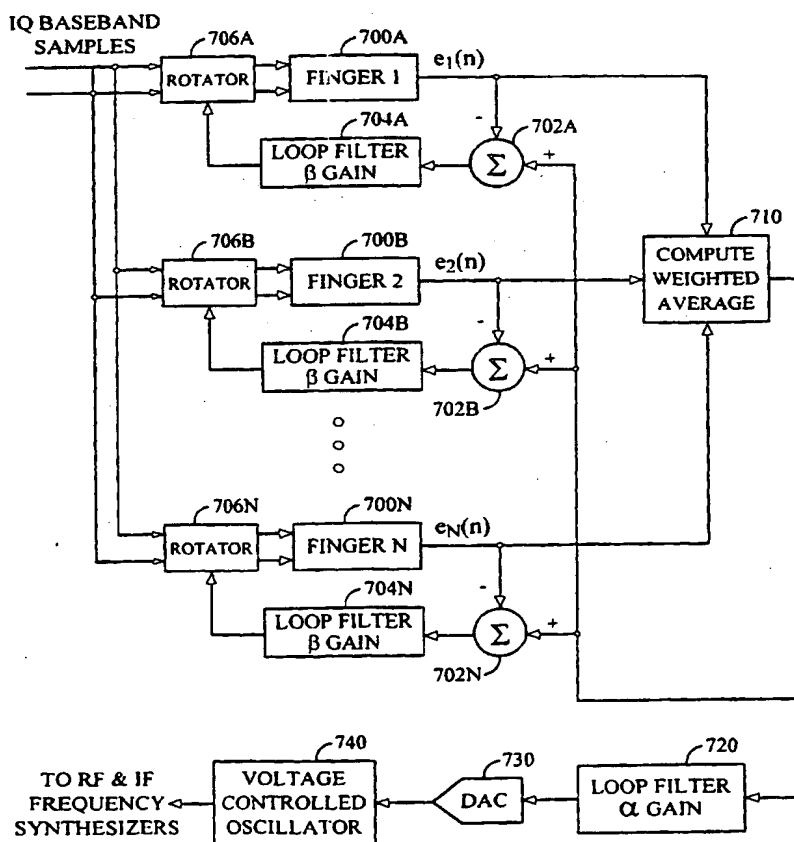 IQ BASEBAND
SAMPLES
706A
700A
e1(n)
ROTATOR
FINGER 1
704A
702A
LOOP FILTER
β GAIN
-
Σ
+
706B
700B
e2(n)
710
ROTATOR
FINGER 2
COMPUTE
WEIGHTED
AVERAGE
704B
LOOP FILTER
β GAIN
-
Σ
+
702B
706N
700N
eN(n)
ROTATOR
FINGER N
704N
LOOP FILTER
β GAIN
-
Σ
+
702N
740
730
720
TO RF & IF
FREQUENCY
SYNTHESIZERS
VOLTAGE
CONTROLLED
OSCILLATOR
DAC
LOOP FILTER
α GAIN